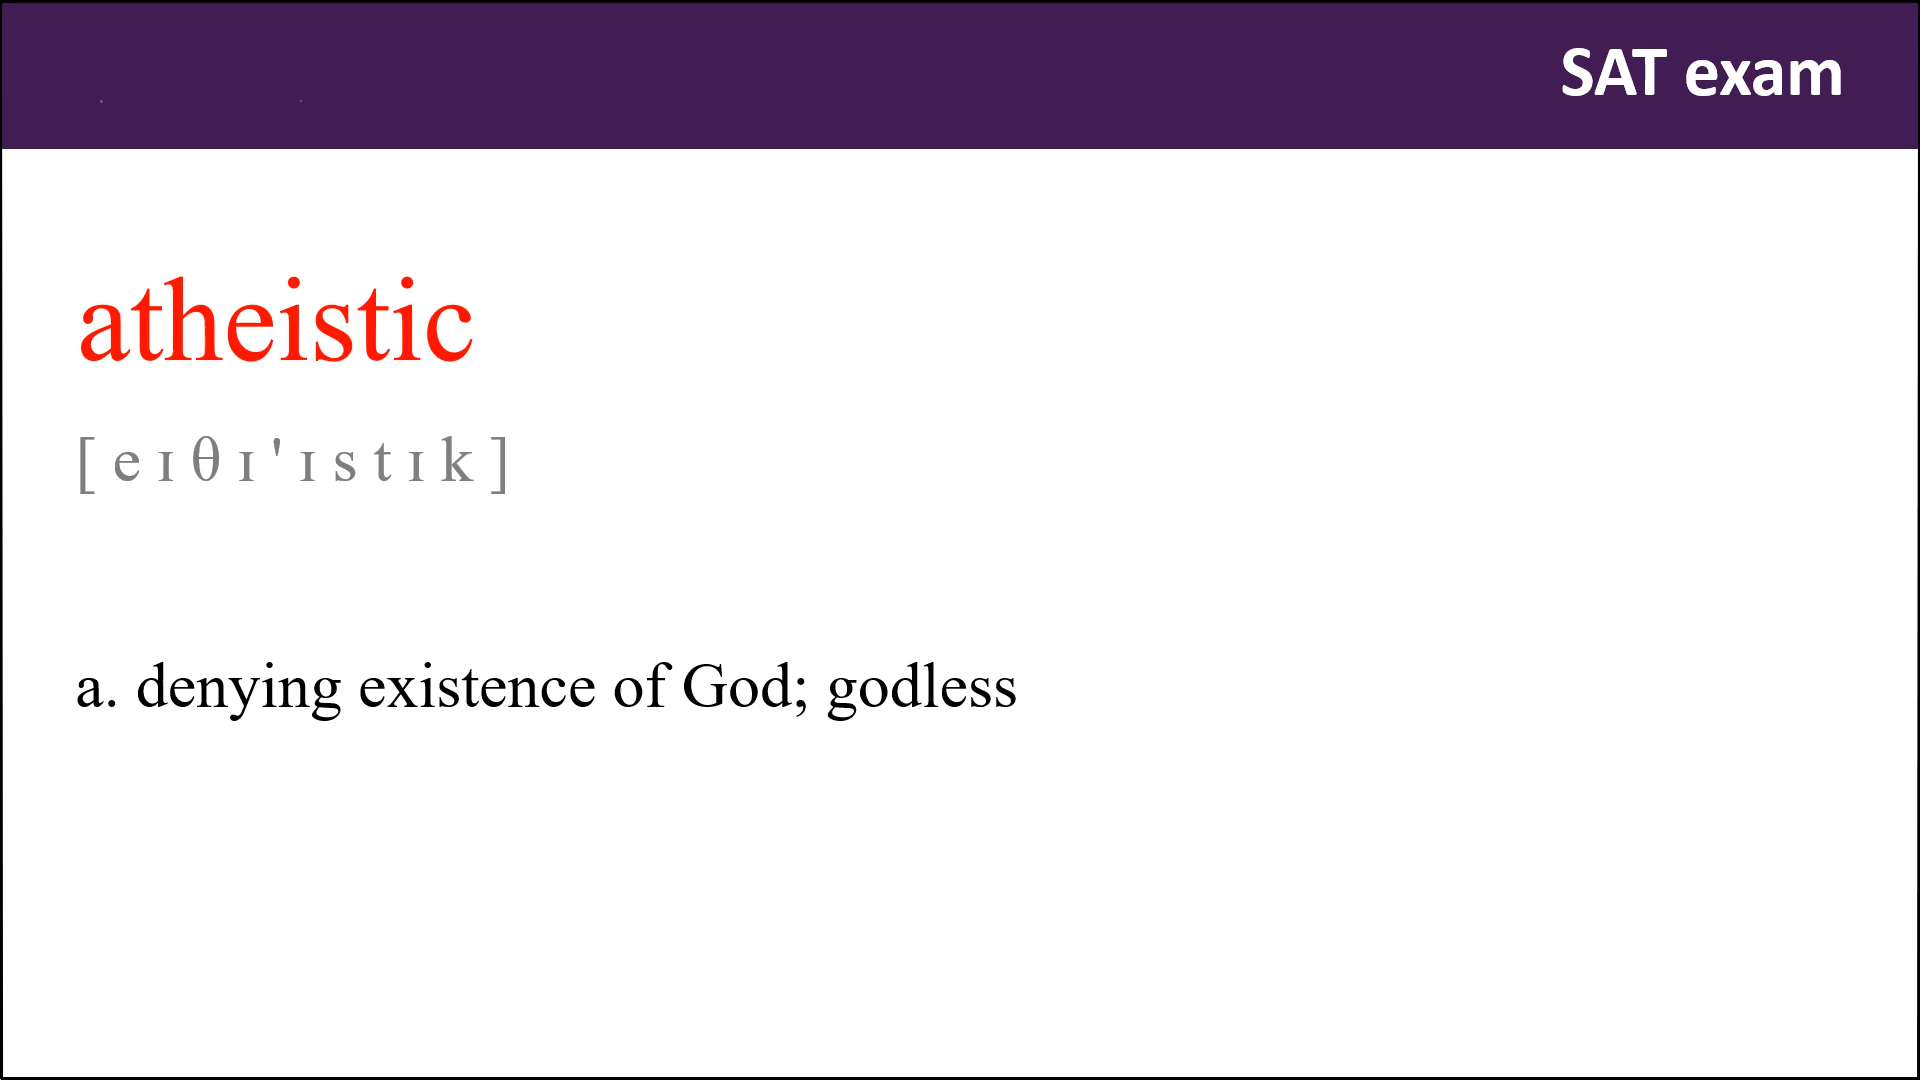 SAT exam
atheistic
[ e ɪ θ ɪ ' ɪ s t ɪ k ]
a. denying existence of God; godless